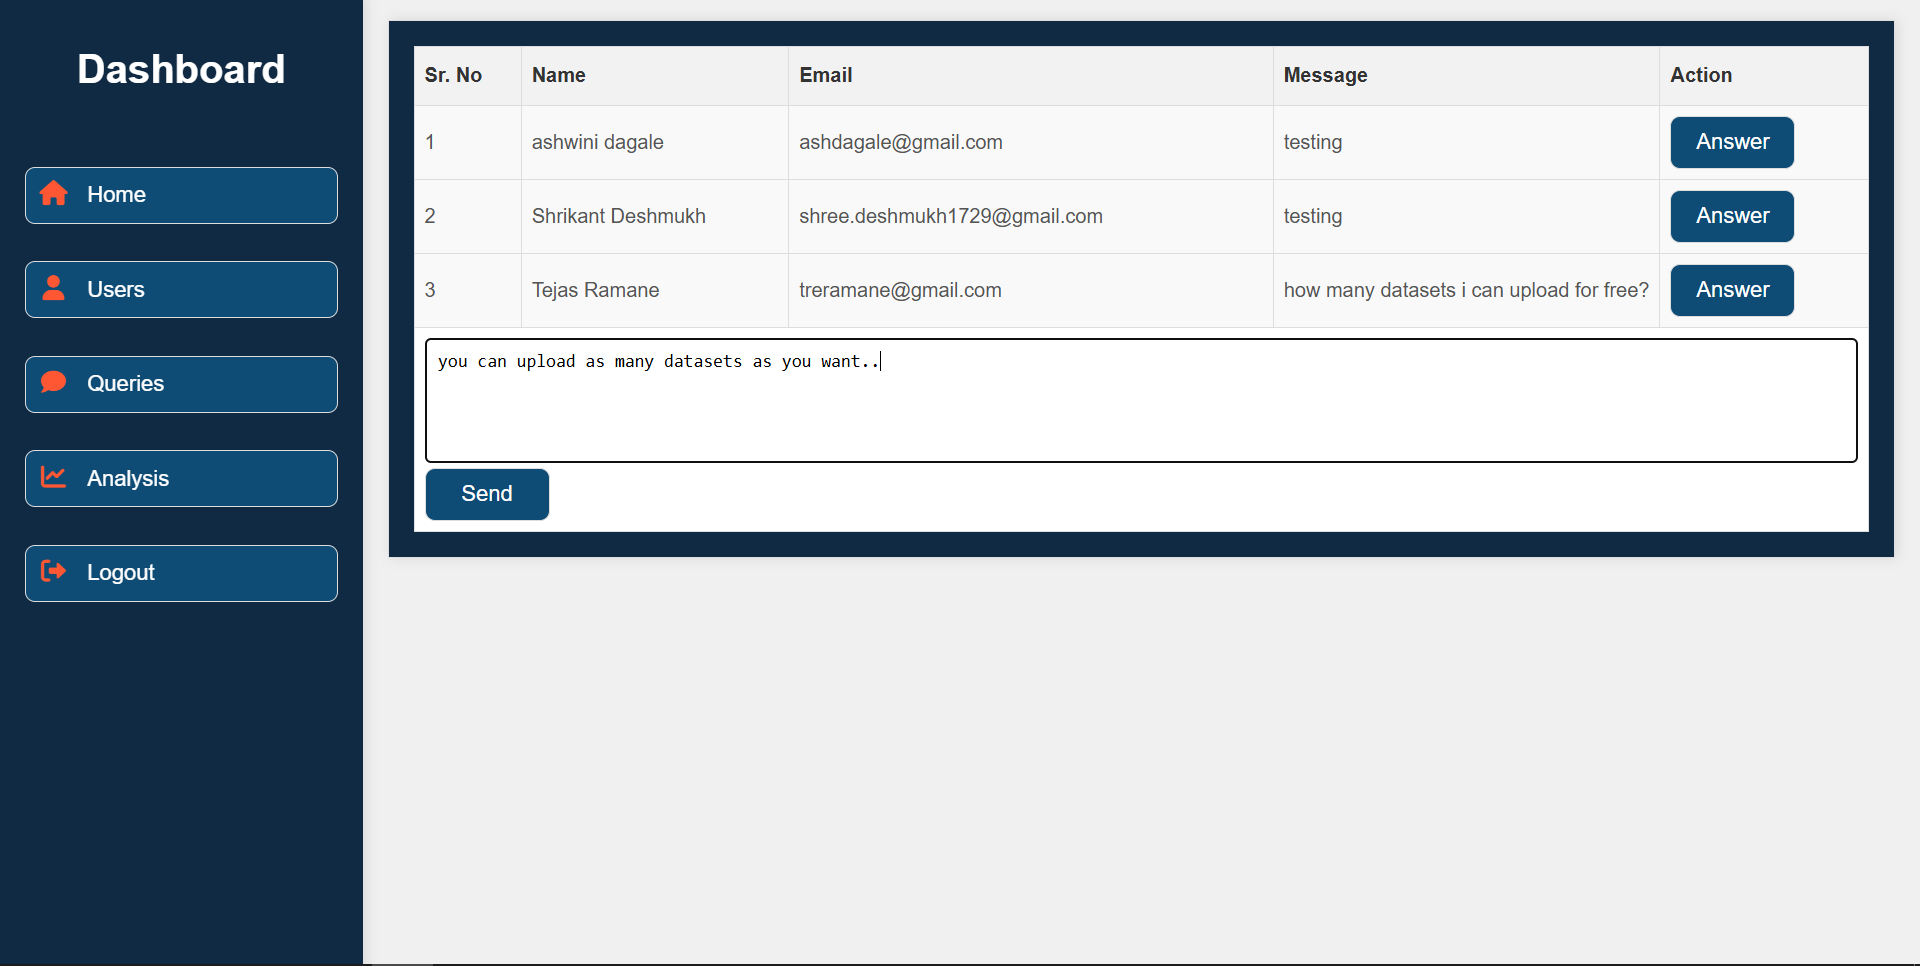 Dashboard
Home
Users
Queries
Analysis
Logout
Sr. No Name Email Message Action
1 ashwini dagale ashdagale@gmail.com testing Answer
2 Shrikant Deshmukh shree.deshmukh1729@gmail.com testing Answer
3 Tejas Ramane treramane@gmail.com how many datasets i can upload for free? Answer
you can upload as many datasets as you want..
Send